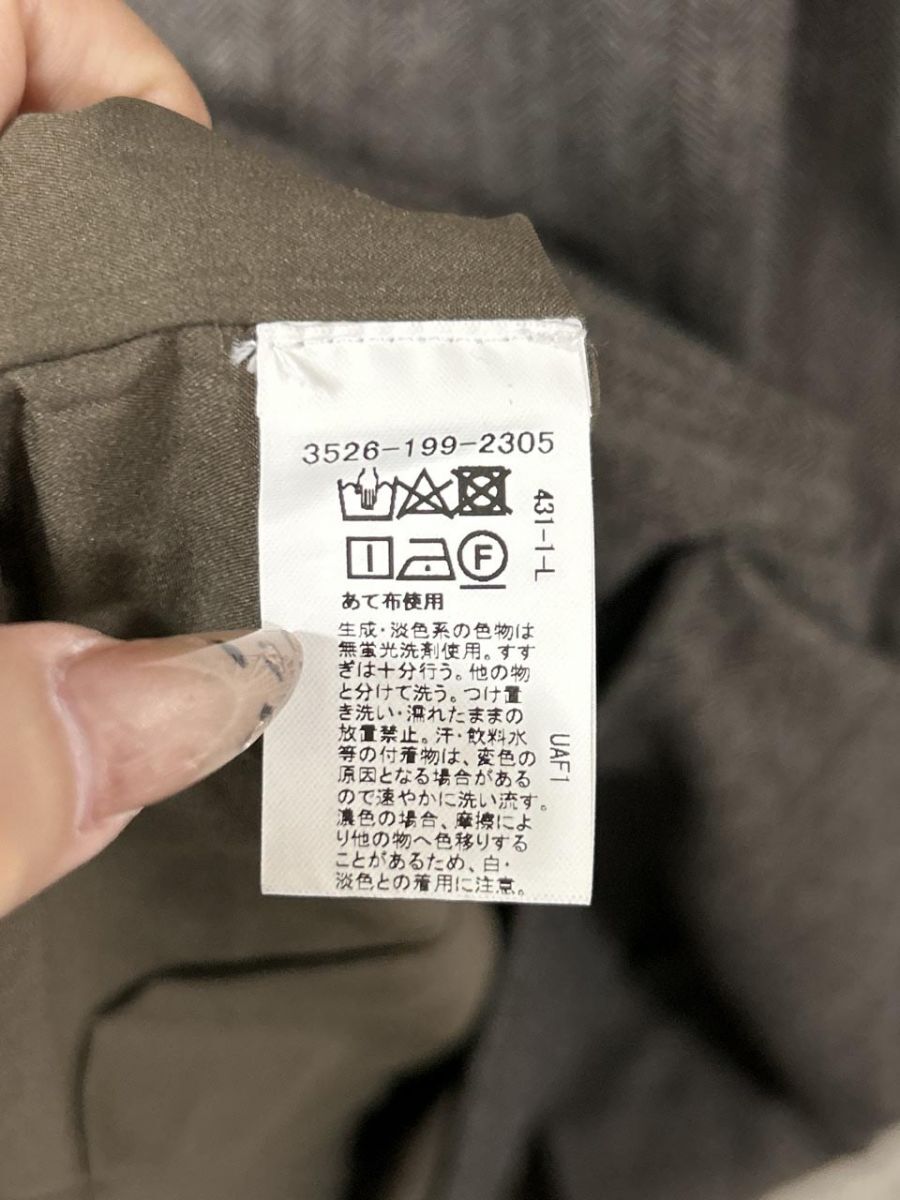 3526-199-2305
431-1-L
F
あて布使用
生成・淡色系の色物は
無蛍光洗剤使用。すす
ぎは十分行う。他の物
と分けて洗う。つけ置
き洗い・濡れたままの
放置禁止。汗・飲料水
等の付着物は、変色の
原因となる場合がある
ので速やかに洗い流す。
濃色の場合、摩擦によ
り他の物へ色移りする
ことがあるため、白・
淡色との着用に注意。
UAF1